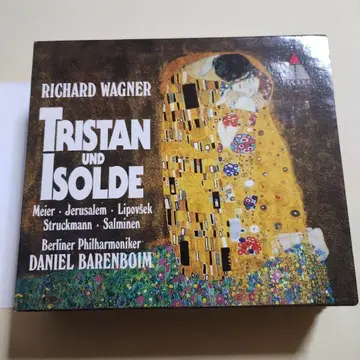 RICHARD WAGNER
TRISTAN
UND
ISOLDE
Meier · Jerusalem · Lipovšek
Struckmann · Salminen
Berliner Philharmoniker
DANIEL BARENBOIM